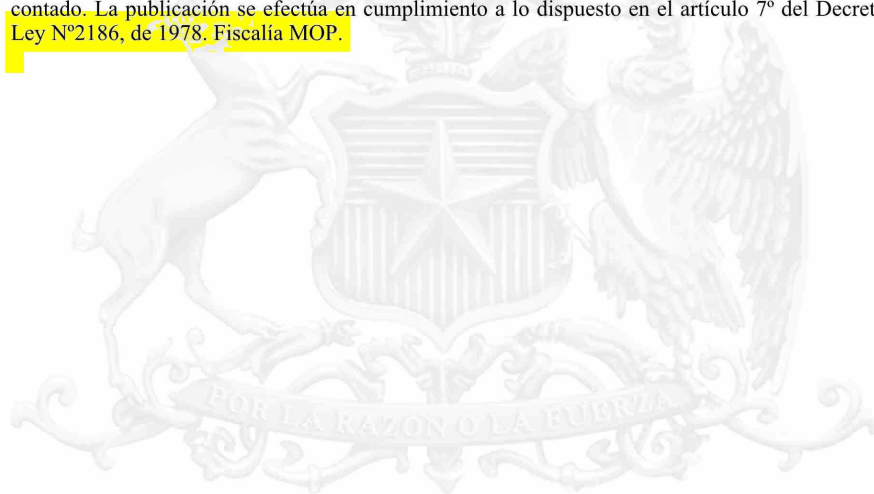 contado. La publicación se efectúa en cumplimiento a lo dispuesto en el artículo 7º del Decret
Ley Nº2186, de 1978. Fiscalía MOP.
POR LA RAZÓN O LA FUERZA